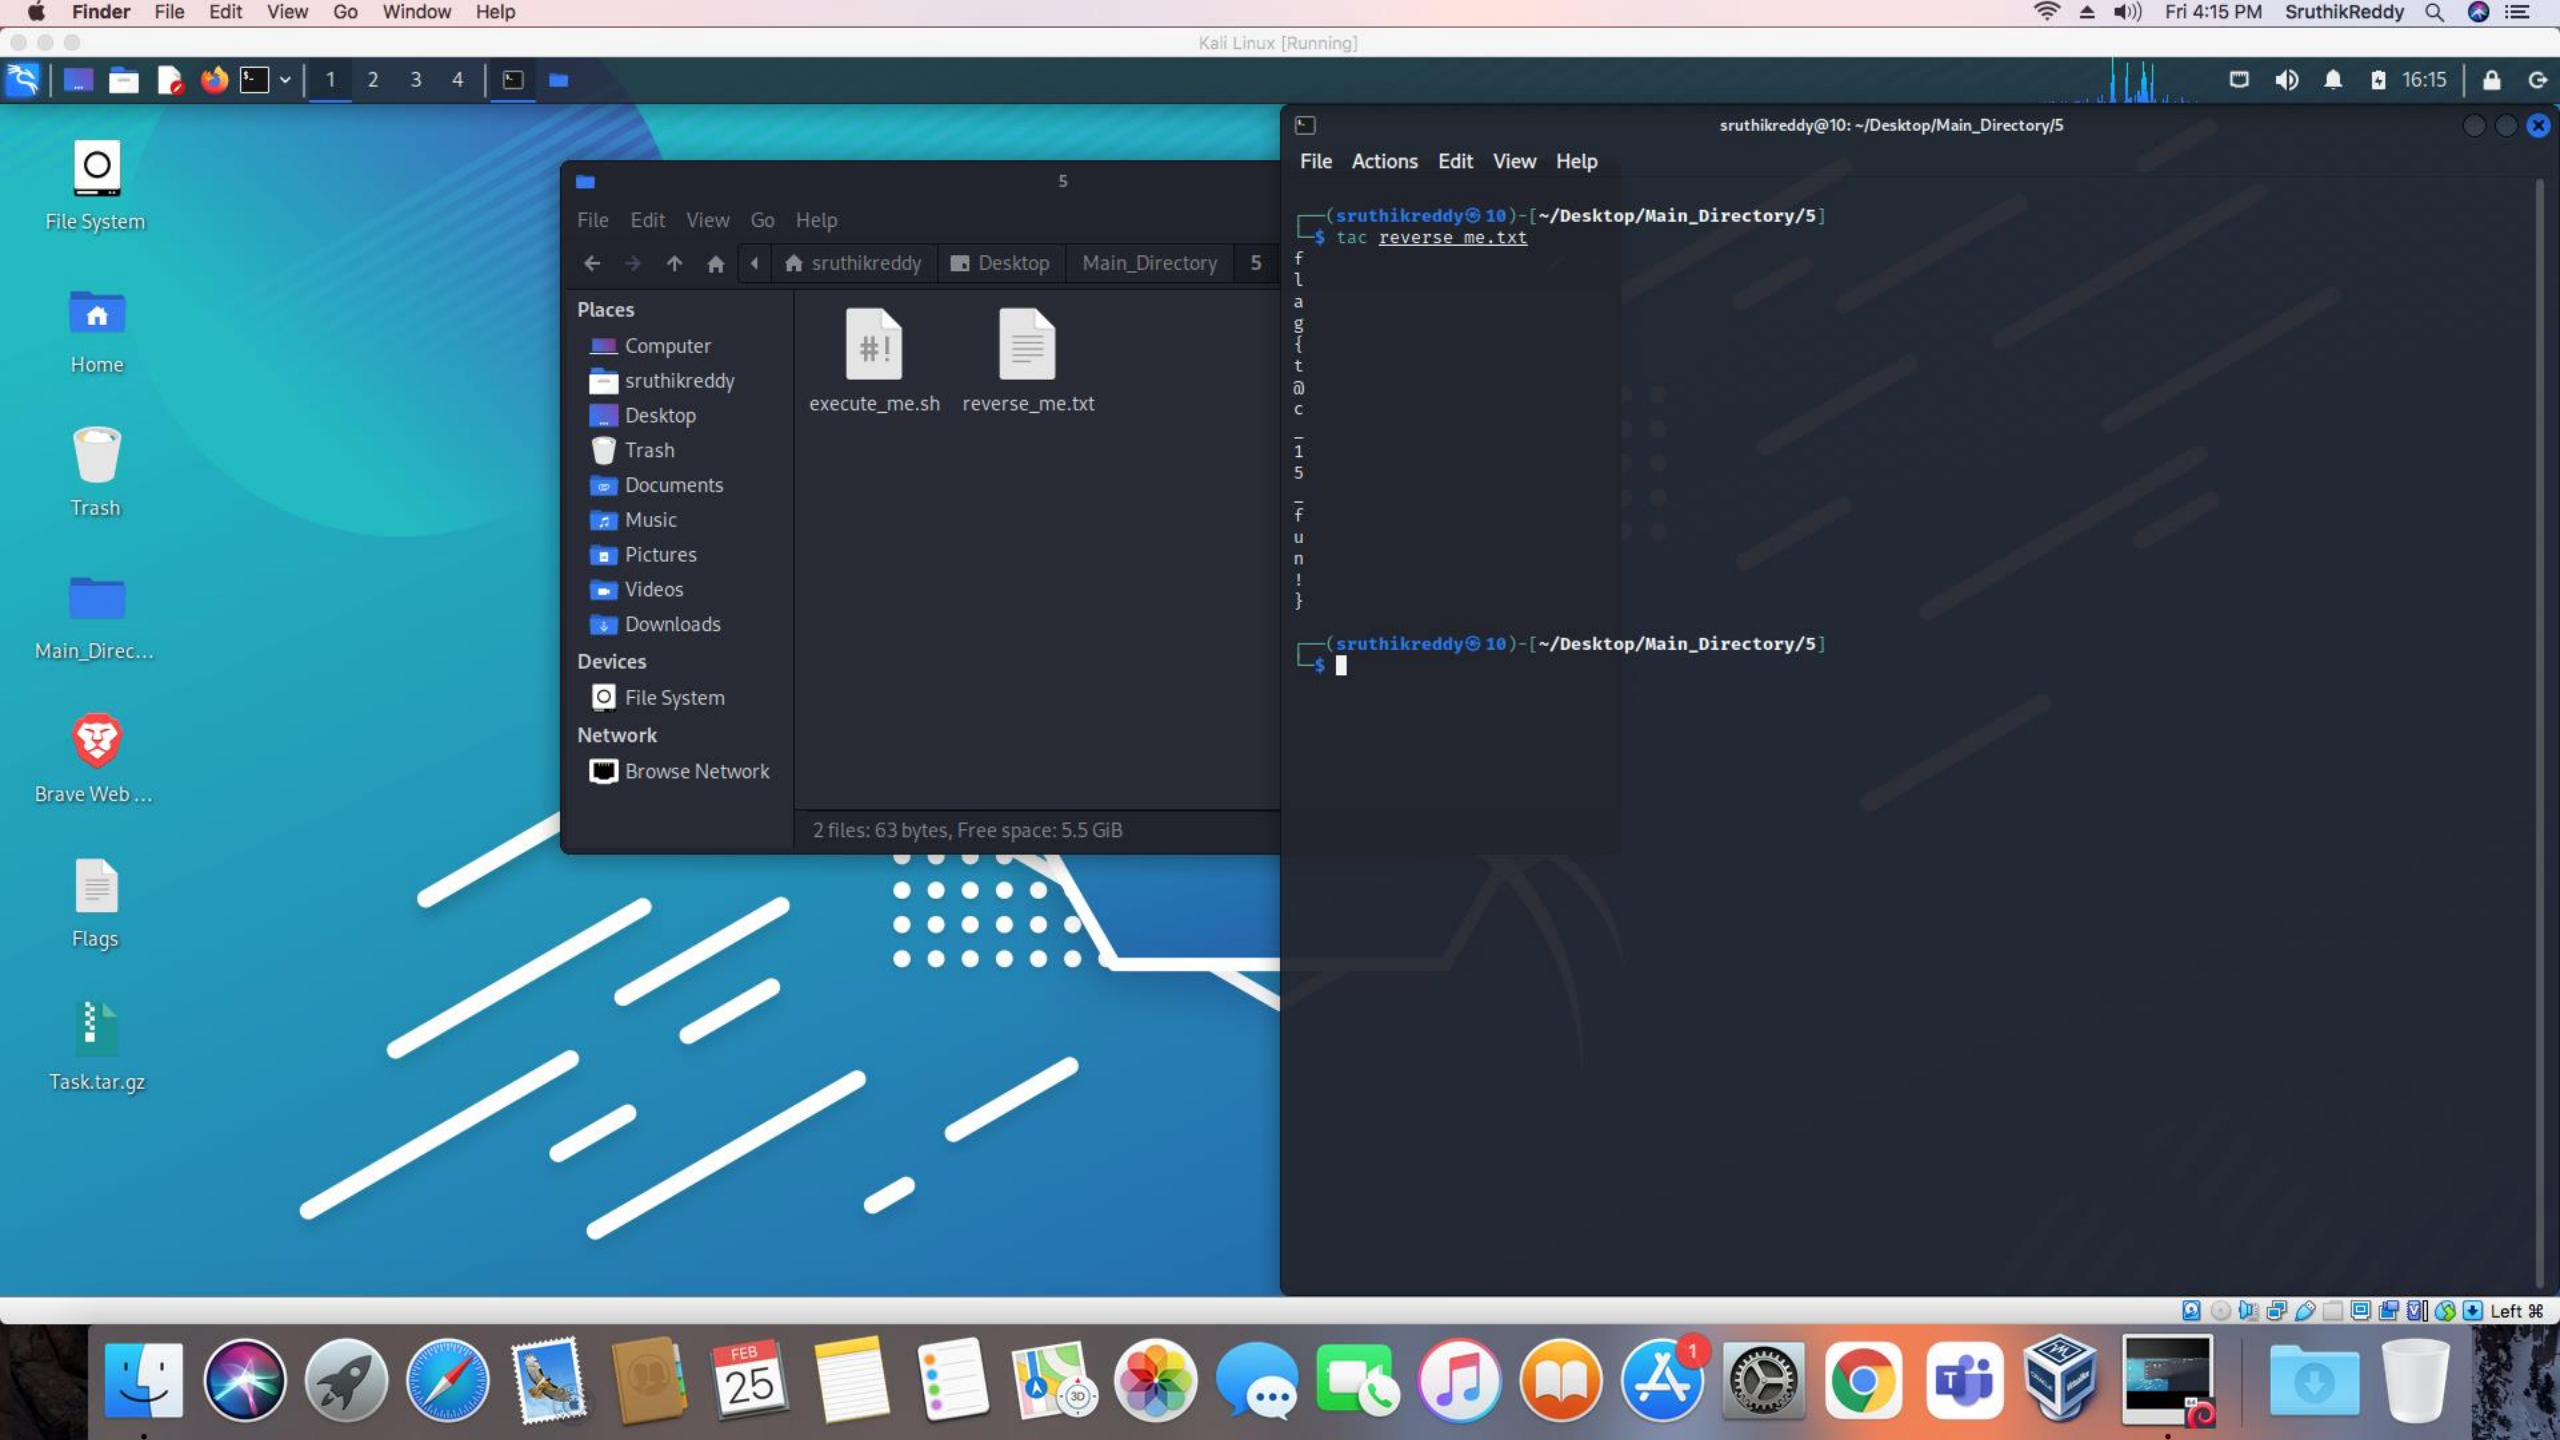 Finder File Edit View Go Window Help
Fri 4:15 PM SruthikReddy
Kali Linux [Running]
1 2 3 4
16:15
File System
Home
Trash
Main_Direc...
Brave Web ...
Flags
Task.tar.gz
5
File Edit View Go Help
sruthikreddy Desktop Main_Directory 5
Places
Computer
sruthikreddy
Desktop
Trash
Documents
Music
Pictures
Videos
Downloads
Devices
File System
Network
Browse Network
execute_me.sh reverse_me.txt
2 files: 63 bytes, Free space: 5.5 GiB
sruthikreddy@10: ~/Desktop/Main_Directory/5
File Actions Edit View Help
┌──(sruthikreddy㉿10)-[~/Desktop/Main_Directory/5]
└─$ tac reverse_me.txt
f
l
a
g
{
t
@
c
_
1
5
_
f
u
n
!
}
┌──(sruthikreddy㉿10)-[~/Desktop/Main_Directory/5]
└─$
Left ⌘
FEB
25
3D
1